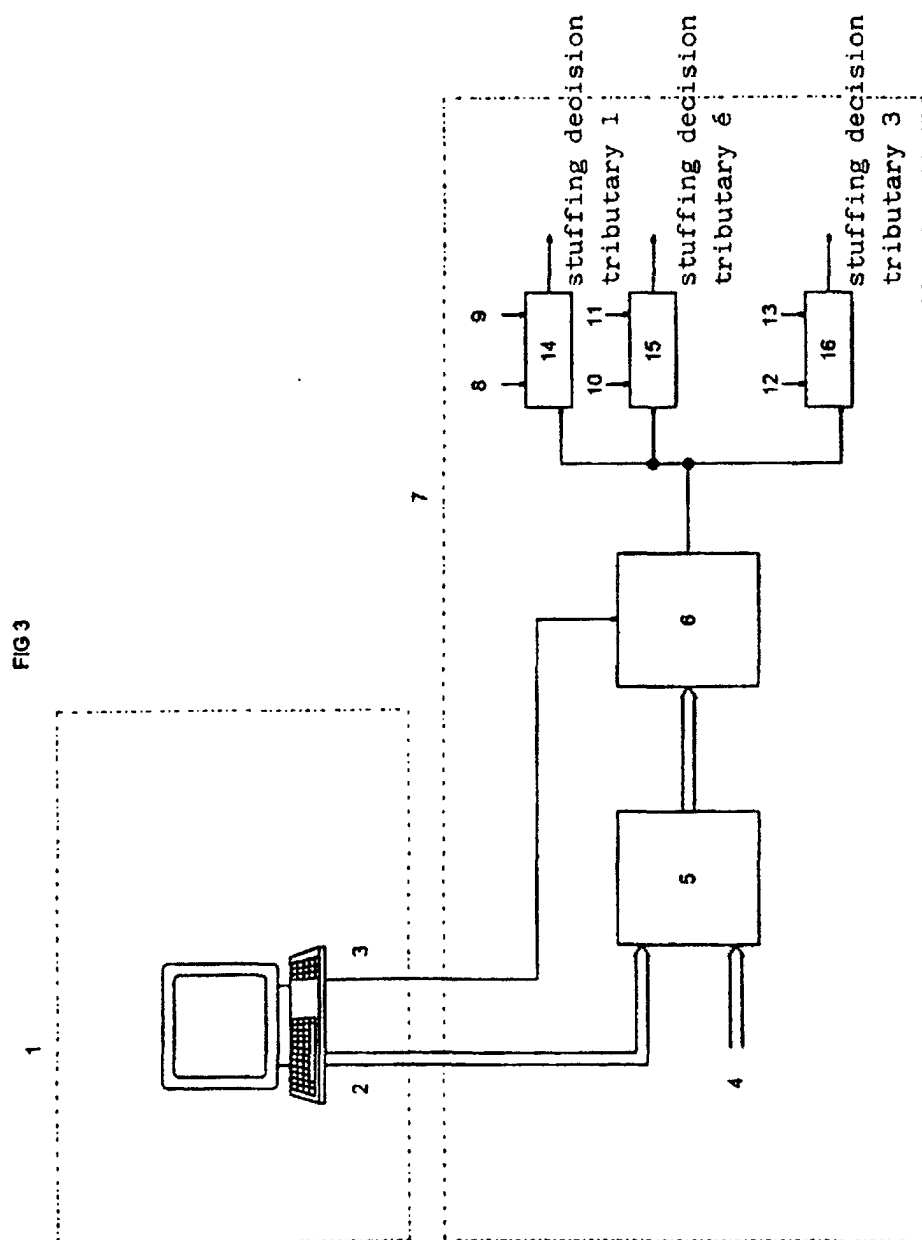 FIG 3
1
2
3
4
5
6
7
8
9
14
stuffing decision
tributary 1
10
11
15
stuffing decision
tributary é
12
13
16
stuffing decision
tributary 3